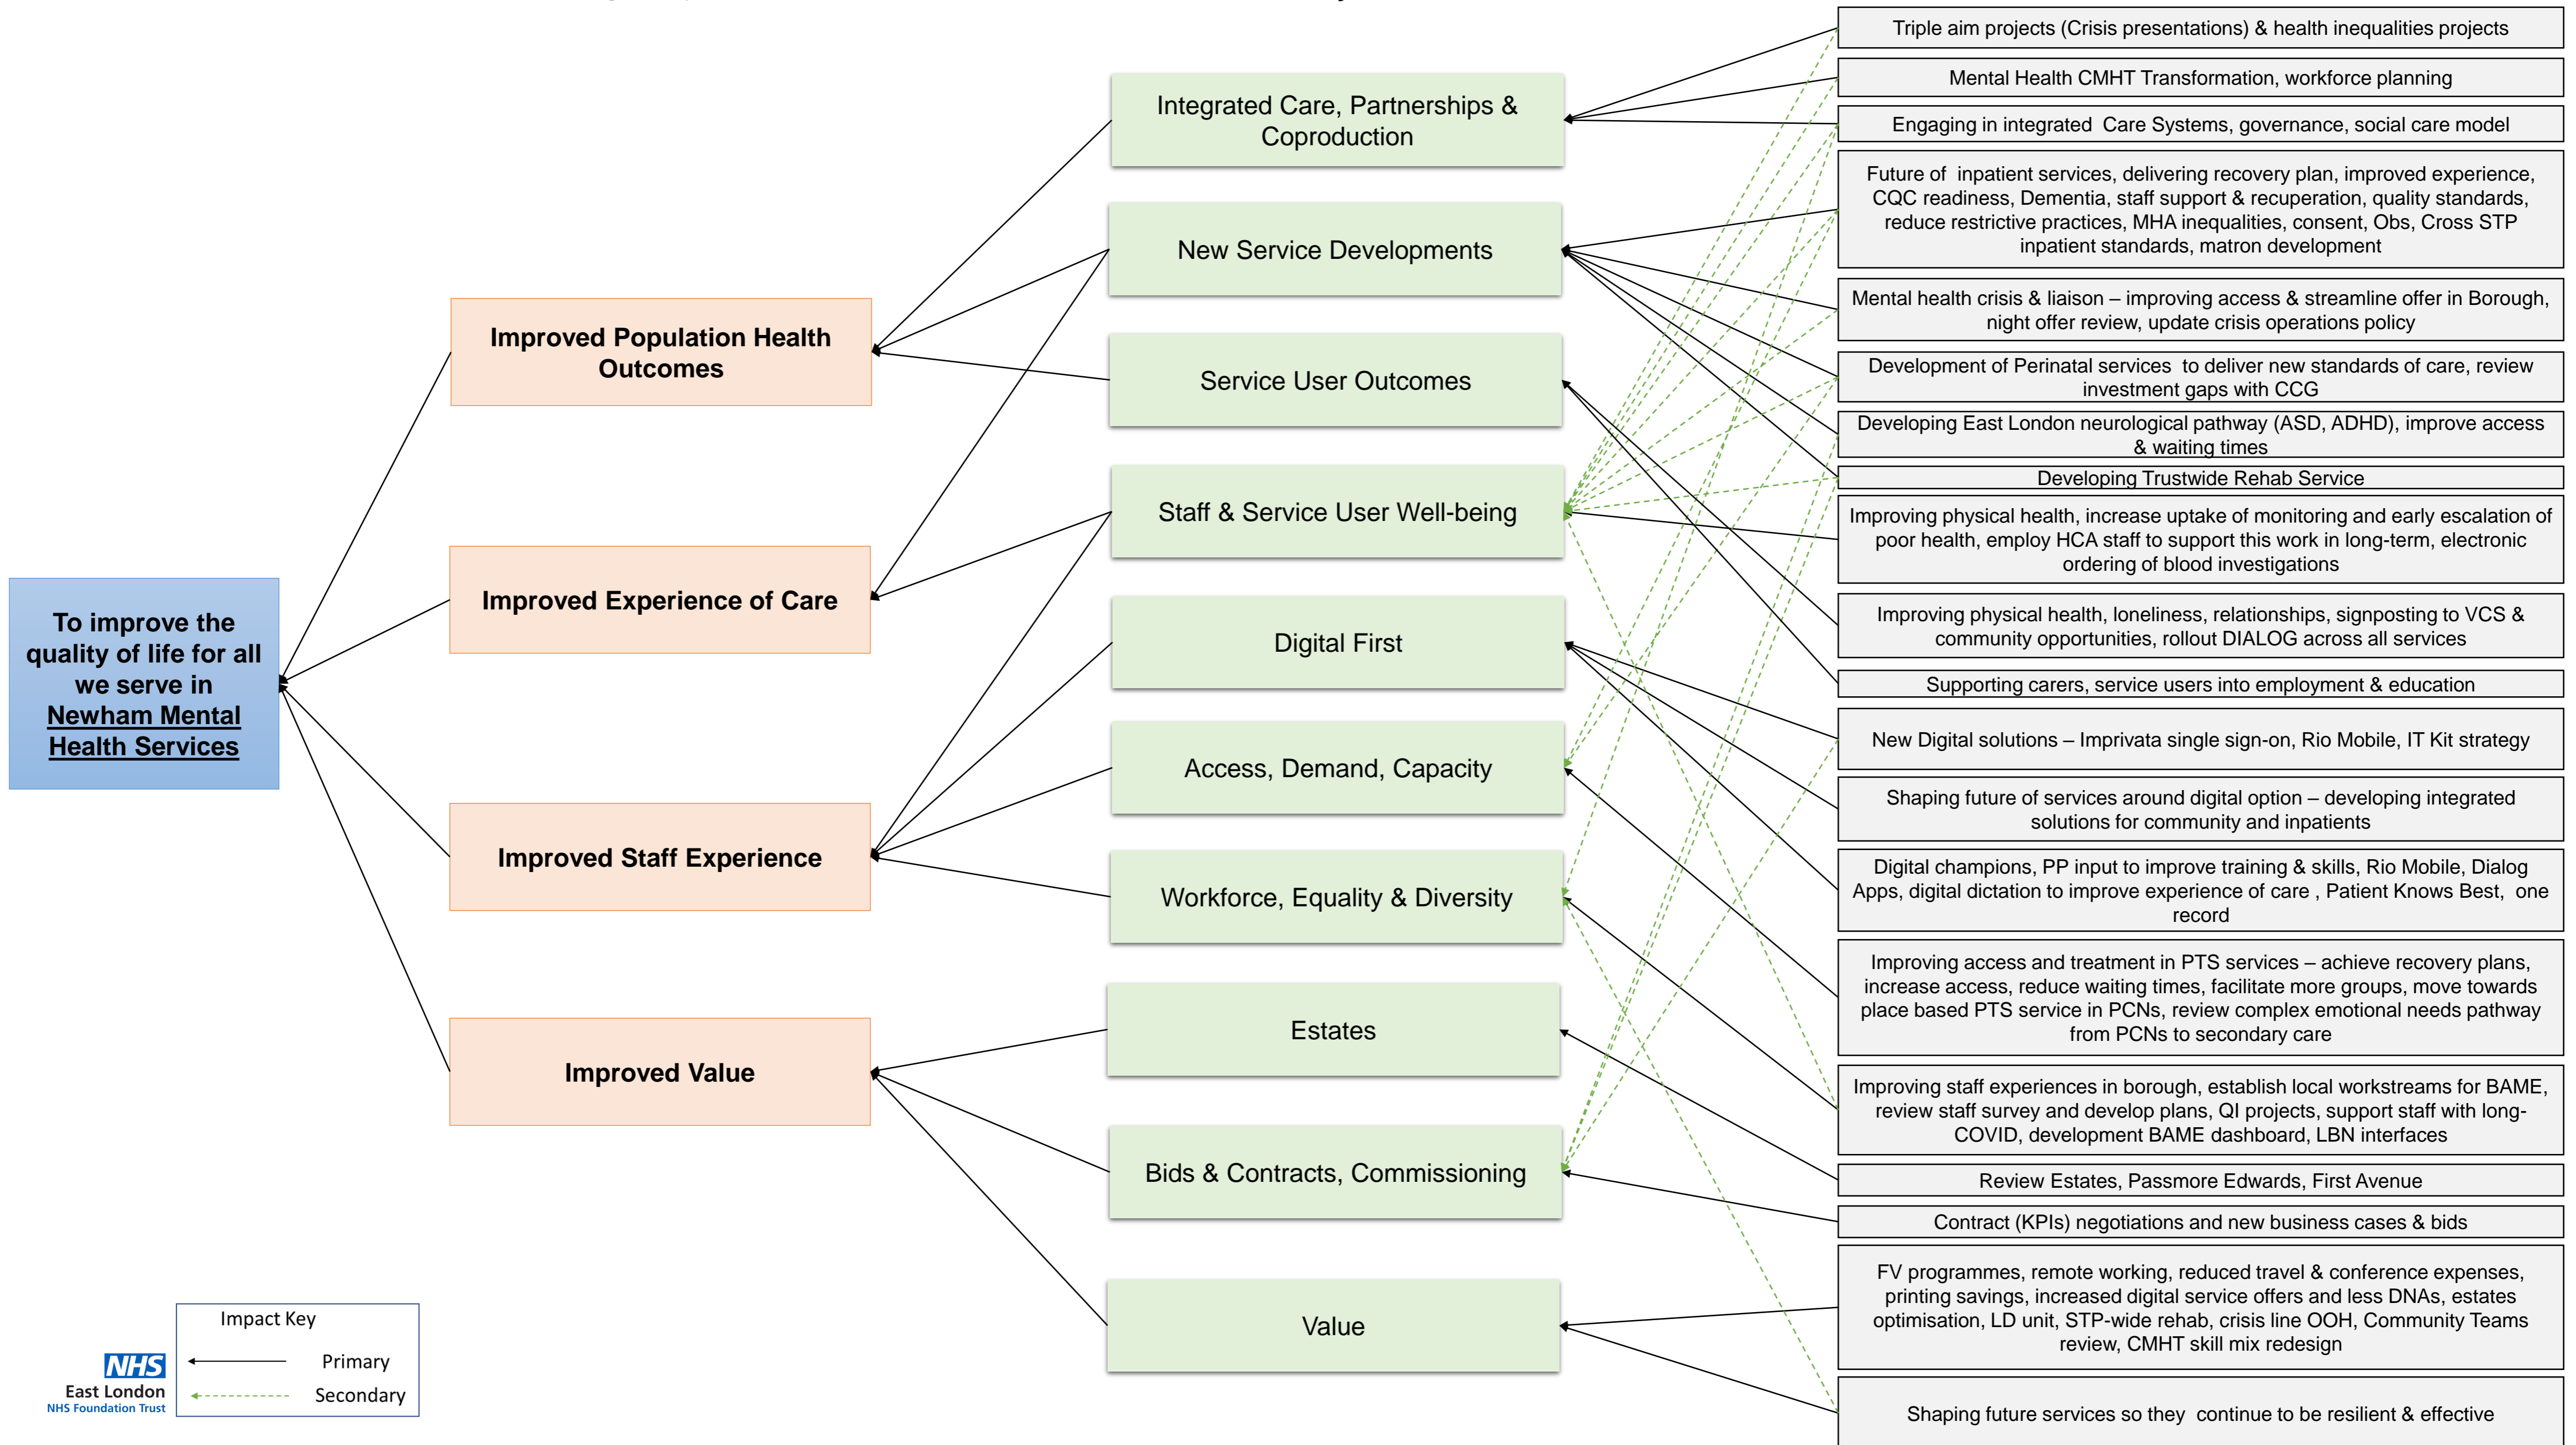 To improve the
quality of life for all
we serve in
Newham Mental
Health Services
Improved Population Health
Outcomes
Improved Experience of Care
Improved Staff Experience
Improved Value
Integrated Care, Partnerships &
Coproduction
New Service Developments
Service User Outcomes
Staff & Service User Well-being
Digital First
Access, Demand, Capacity
Workforce, Equality & Diversity
Estates
Bids & Contracts, Commissioning
Value
Triple aim projects (Crisis presentations) & health inequalities projects
Mental Health CMHT Transformation, workforce planning
Engaging in integrated  Care Systems, governance, social care model
Future of  inpatient services, delivering recovery plan, improved experience,
CQC readiness, Dementia, staff support & recuperation, quality standards,
reduce restrictive practices, MHA inequalities, consent, Obs, Cross STP
inpatient standards, matron development
Mental health crisis & liaison – improving access & streamline offer in Borough,
night offer review, update crisis operations policy
Development of Perinatal services  to deliver new standards of care, review
investment gaps with CCG
Developing East London neurological pathway (ASD, ADHD), improve access
& waiting times
Developing Trustwide Rehab Service
Improving physical health, increase uptake of monitoring and early escalation of
poor health, employ HCA staff to support this work in long-term, electronic
ordering of blood investigations
Improving physical health, loneliness, relationships, signposting to VCS &
community opportunities, rollout DIALOG across all services
Supporting carers, service users into employment & education
New Digital solutions – Imprivata single sign-on, Rio Mobile, IT Kit strategy
Shaping future of services around digital option – developing integrated
solutions for community and inpatients
Digital champions, PP input to improve training & skills, Rio Mobile, Dialog
Apps, digital dictation to improve experience of care , Patient Knows Best,  one
record
Improving access and treatment in PTS services – achieve recovery plans,
increase access, reduce waiting times, facilitate more groups, move towards
place based PTS service in PCNs, review complex emotional needs pathway
from PCNs to secondary care
Improving staff experiences in borough, establish local workstreams for BAME,
review staff survey and develop plans, QI projects, support staff with long-
COVID, development BAME dashboard, LBN interfaces
Review Estates, Passmore Edwards, First Avenue
Contract (KPIs) negotiations and new business cases & bids
FV programmes, remote working, reduced travel & conference expenses,
printing savings, increased digital service offers and less DNAs, estates
optimisation, LD unit, STP-wide rehab, crisis line OOH, Community Teams
review, CMHT skill mix redesign
Shaping future services so they  continue to be resilient & effective
Impact Key
Primary
Secondary
NHS
East London
NHS Foundation Trust